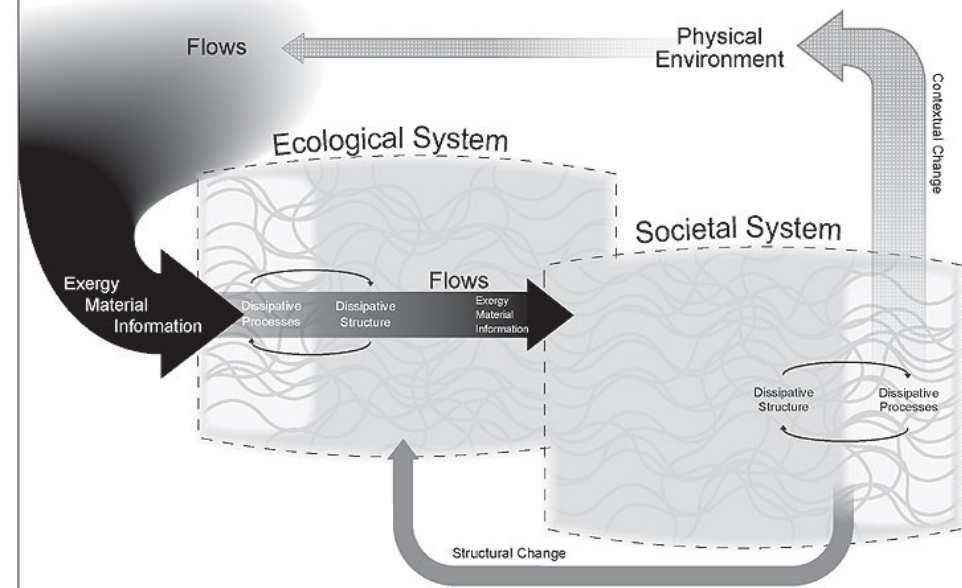 Flows
Physical
Environment
Contextual Change
Ecological System
Societal System
Exergy
Material
Information
Flows
Dissipative
Processes
Dissipative
Structure
Exergy
Material
Information
Dissipative
Structure
Dissipative
Processes
Structural Change